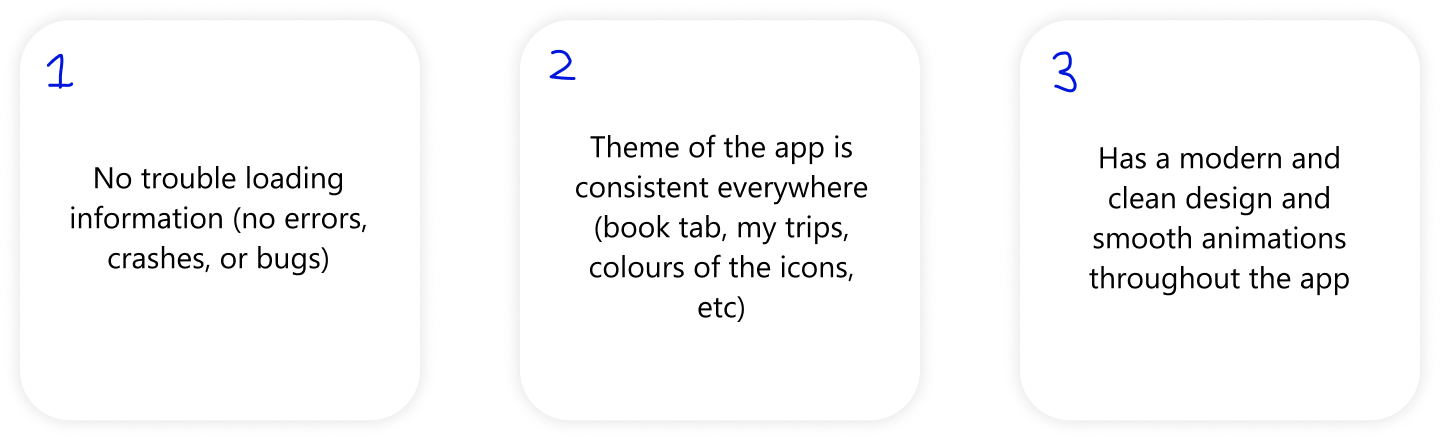 1
No trouble loading
information (no errors,
crashes, or bugs)
2
Theme of the app is
consistent everywhere
(book tab, my trips,
colours of the icons,
etc)
3
Has a modern and
clean design and
smooth animations
throughout the app